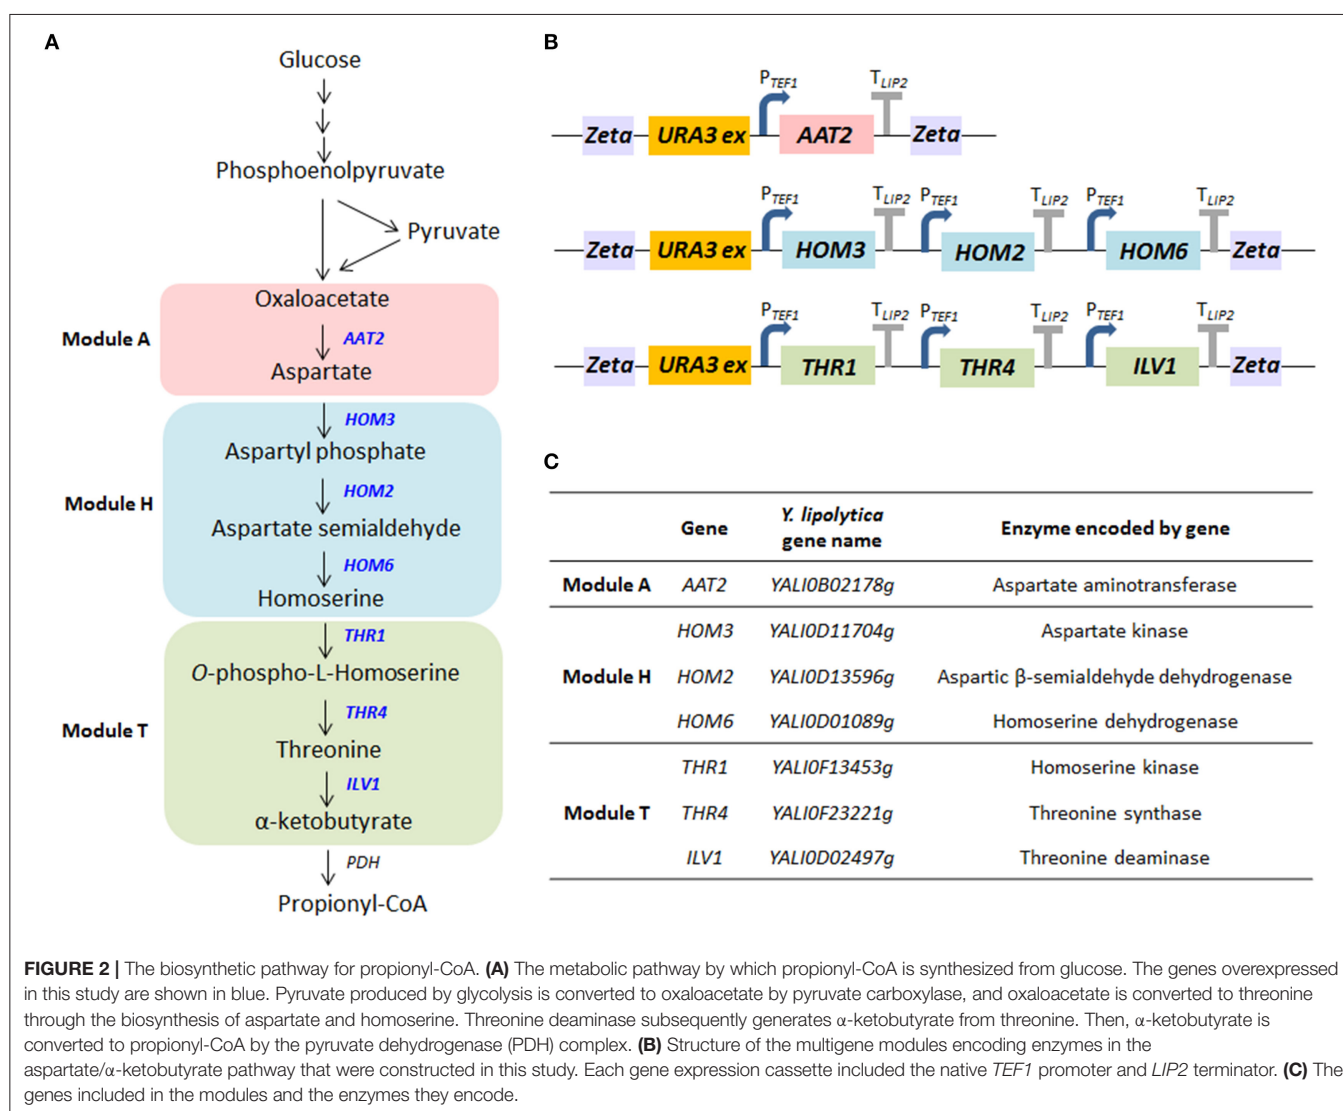 A
Glucose
Phosphoenolpyruvate
Pyruvate
Oxaloacetate
Module A
AAT2
Aspartate
HOM3
Aspartyl phosphate
Module H
HOM2
Aspartate semialdehyde
HOM6
Homoserine
THR1
O-phospho-L-Homoserine
Module T
THR4
Threonine
ILV1
α-ketobutyrate
PDH
Propionyl-CoA
B
PTEF1 TLIP2
Zeta URA3 ex AAT2 Zeta
PTEF1 TLIP2 PTEF1 TLIP2 PTEF1 TLIP2
Zeta URA3 ex HOM3 HOM2 HOM6 Zeta
PTEF1 TLIP2 PTEF1 TLIP2 PTEF1 TLIP2
Zeta URA3 ex THR1 THR4 ILV1 Zeta
C
Gene Y. lipolytica gene name Enzyme encoded by gene
Module A AAT2 YALI0B02178g Aspartate aminotransferase
HOM3 YALI0D11704g Aspartate kinase
Module H HOM2 YALI0D13596g Aspartic β-semialdehyde dehydrogenase
HOM6 YALI0D01089g Homoserine dehydrogenase
THR1 YALI0F13453g Homoserine kinase
Module T THR4 YALI0F23221g Threonine synthase
ILV1 YALI0D02497g Threonine deaminase
FIGURE 2 | The biosynthetic pathway for propionyl-CoA. (A) The metabolic pathway by which propionyl-CoA is synthesized from glucose. The genes overexpressed
in this study are shown in blue. Pyruvate produced by glycolysis is converted to oxaloacetate by pyruvate carboxylase, and oxaloacetate is converted to threonine
through the biosynthesis of aspartate and homoserine. Threonine deaminase subsequently generates α-ketobutyrate from threonine. Then, α-ketobutyrate is
converted to propionyl-CoA by the pyruvate dehydrogenase (PDH) complex. (B) Structure of the multigene modules encoding enzymes in the
aspartate/α-ketobutyrate pathway that were constructed in this study. Each gene expression cassette included the native TEF1 promoter and LIP2 terminator. (C) The
genes included in the modules and the enzymes they encode.